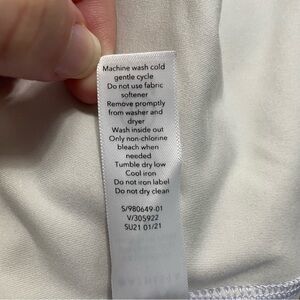 Machine wash cold
gentle cycle
Do not use fabric
softener
Remove promptly
from washer and
dryer
Wash inside out
Only non-chlorine
bleach when
needed
Tumble dry low
Cool iron
Do not iron label
Do not dry clean
S/980649-01
V/305922
SU21 01/21